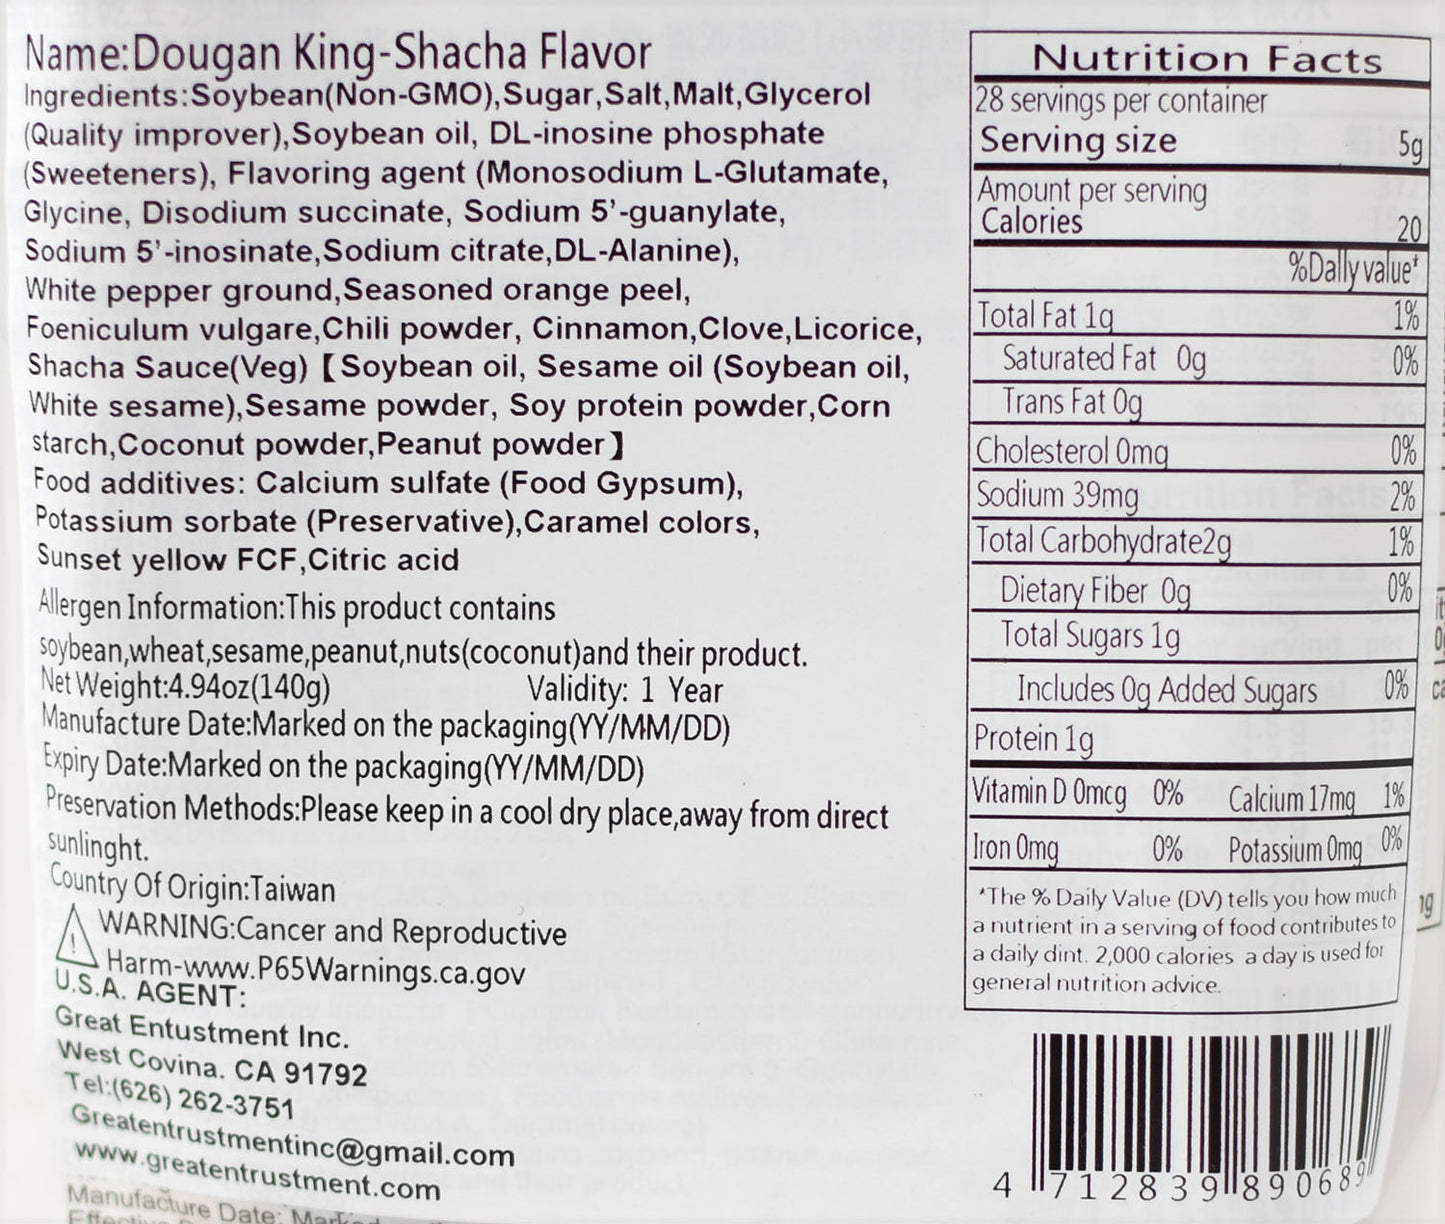 Name:Dougan King-Shacha Flavor
Ingredients:Soybean(Non-GMO),Sugar,Salt,Malt,Glycerol
(Quality improver),Soybean oil, DL-inosine phosphate
(Sweeteners), Flavoring agent (Monosodium L-Glutamate,
Glycine, Disodium succinate, Sodium 5'-guanylate,
Sodium 5'-inosinate,Sodium citrate,DL-Alanine),
White pepper ground,Seasoned orange peel,
Foeniculum vulgare,Chili powder, Cinnamon,Clove,Licorice,
Shacha Sauce(Veg)【Soybean oil, Sesame oil (Soybean oil,
White sesame),Sesame powder, Soy protein powder,Corn
starch,Coconut powder,Peanut powder】
Food additives: Calcium sulfate (Food Gypsum),
Potassium sorbate (Preservative),Caramel colors,
Sunset yellow FCF,Citric acid
Allergen Information:This product contains
soybean,wheat,sesame,peanut,nuts(coconut)and their product.
Net Weight:4.94oz(140g) Validity: 1 Year
Manufacture Date:Marked on the packaging(YY/MM/DD)
Expiry Date:Marked on the packaging(YY/MM/DD)
Preservation Methods:Please keep in a cool dry place,away from direct
sunlinght.
Country Of Origin:Taiwan
WARNING:Cancer and Reproductive
Harm-www.P65Warnings.ca.gov
U.S.A. AGENT:
Great Entustment Inc.
West Covina. CA 91792
Tel:(626) 262-3751
Greatentrustmentinc@gmail.com
www.greatentrustment.com
Manufacture Date: Marked
Nutrition Facts
28 servings per container
Serving size 5g
Amount per serving
Calories 20
%Dally value*
Total Fat 1g 1%
Saturated Fat 0g 0%
Trans Fat 0g
Cholesterol 0mg 0%
Sodium 39mg 2%
Total Carbohydrate2g 1%
Dietary Fiber 0g 0%
Total Sugars 1g
Includes 0g Added Sugars 0%
Protein 1g
Vitamin D 0mcg 0% Calcium 17mg 1%
Iron 0mg 0% Potassium 0mg 0%
*The % Daily Value (DV) tells you how much
a nutrient in a serving of food contributes to
a daily dint. 2,000 calories a day is used for
general nutrition advice.
4 712839 890689